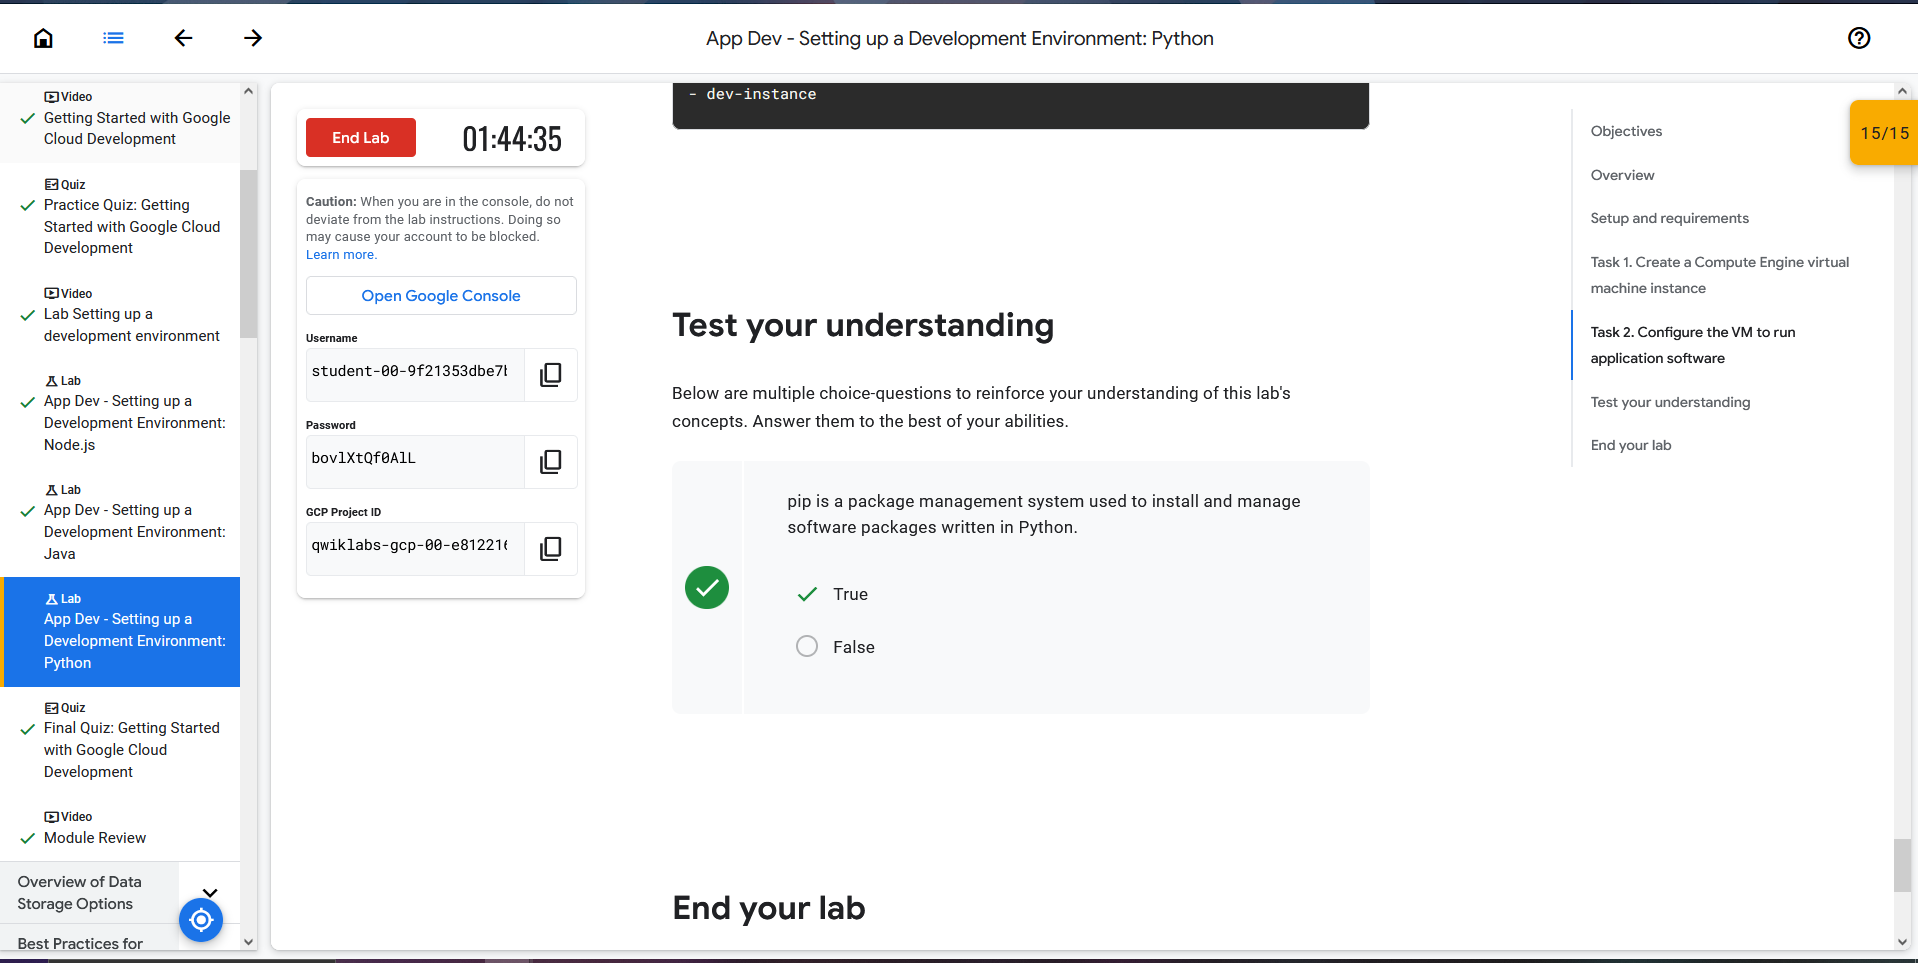 App Dev - Setting up a Development Environment: Python
Video
Getting Started with Google
Cloud Development
Quiz
Practice Quiz: Getting
Started with Google Cloud
Development
Video
Lab Setting up a
development environment
Lab
App Dev - Setting up a
Development Environment:
Node.js
Lab
App Dev - Setting up a
Development Environment:
Java
Lab
App Dev - Setting up a
Development Environment:
Python
Quiz
Final Quiz: Getting Started
with Google Cloud
Development
Video
Module Review
Overview of Data
Storage Options
Best Practices for
End Lab
01:44:35
Caution: When you are in the console, do not
deviate from the lab instructions. Doing so
may cause your account to be blocked.
Learn more.
Open Google Console
Username
student-00-9f21353dbe7b
Password
bovlXtQf0AlL
GCP Project ID
qwiklabs-gcp-00-e812216
- dev-instance
Test your understanding
Below are multiple choice-questions to reinforce your understanding of this lab's
concepts. Answer them to the best of your abilities.
pip is a package management system used to install and manage
software packages written in Python.
True
False
End your lab
Objectives
Overview
Setup and requirements
Task 1. Create a Compute Engine virtual
machine instance
Task 2. Configure the VM to run
application software
Test your understanding
End your lab
15/15